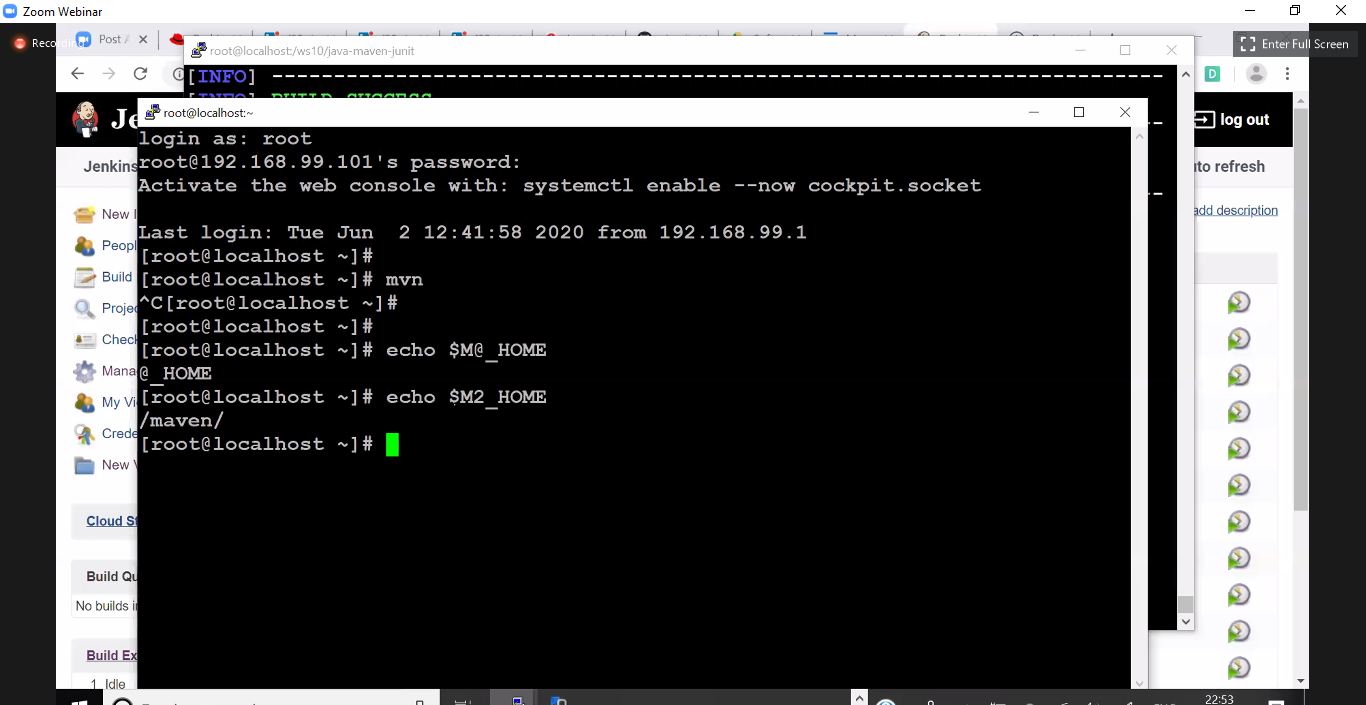 Zoom Webinar
Recording
Post
root@localhost:/ws10/java-maven-junit
Enter Full Screen
[INFO] ------------------------------------------------------------------------
[INFO] BUILD SUCCESS
D
root@localhost:~
Je
log out
login as: root
root@192.168.99.101's password:
Jenkins
uto refresh
Activate the web console with: systemctl enable --now cockpit.socket
New I
add description
Last login: Tue Jun  2 12:41:58 2020 from 192.168.99.1
Peopl
[root@localhost ~]#
Build
[root@localhost ~]# mvn
^C[root@localhost ~]#
Proje
[root@localhost ~]#
Check
[root@localhost ~]# echo $M@_HOME
Mana
@_HOME
My Vi
[root@localhost ~]# echo $M2_HOME
/maven/
Crede
[root@localhost ~]#
New V
Cloud St
Build Qu
No builds i
Build Ex
1 Idle
22:53